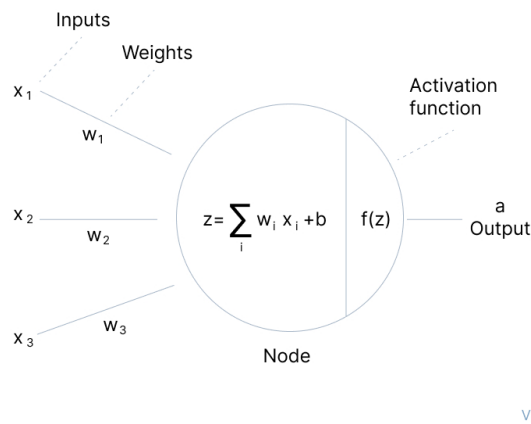 Inputs
Weights
x1
w1
Activation
function
x2
w2
z= ∑ wi xi +b
i
f(z)
a
Output
x3
w3
Node
V